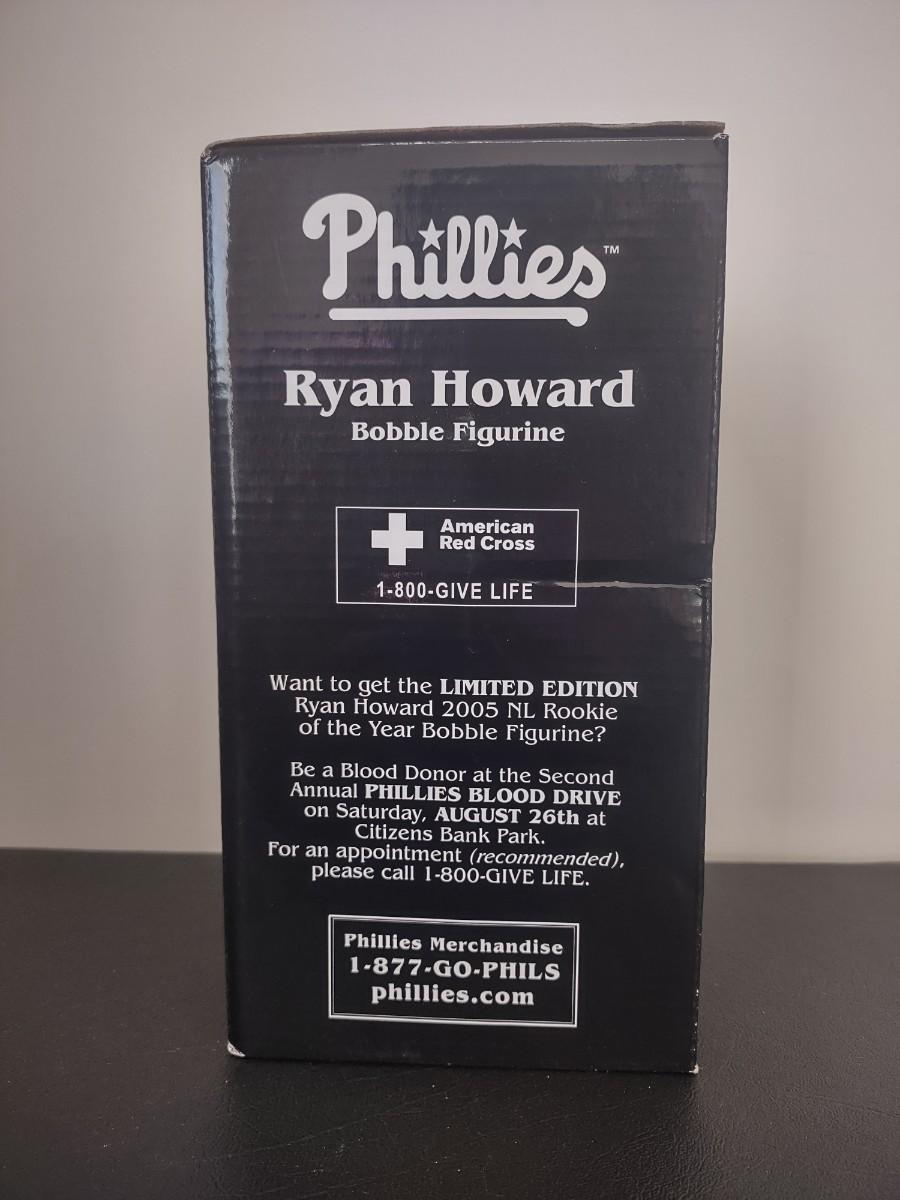 Phillies™
Ryan Howard
Bobble Figurine
American
Red Cross
1-800-GIVE LIFE
Want to get the LIMITED EDITION
Ryan Howard 2005 NL Rookie
of the Year Bobble Figurine?
Be a Blood Donor at the Second
Annual PHILLIES BLOOD DRIVE
on Saturday, AUGUST 26th at
Citizens Bank Park.
For an appointment (recommended),
please call 1-800-GIVE LIFE.
Phillies Merchandise
1-877-GO-PHILS
phillies.com